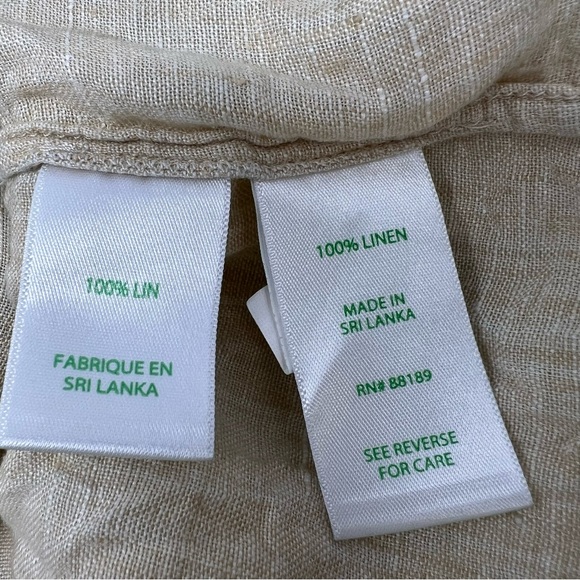 100% LIN
FABRIQUE EN
SRI LANKA
100% LINEN
MADE IN
SRI LANKA
RN# 88189
SEE REVERSE
FOR CARE